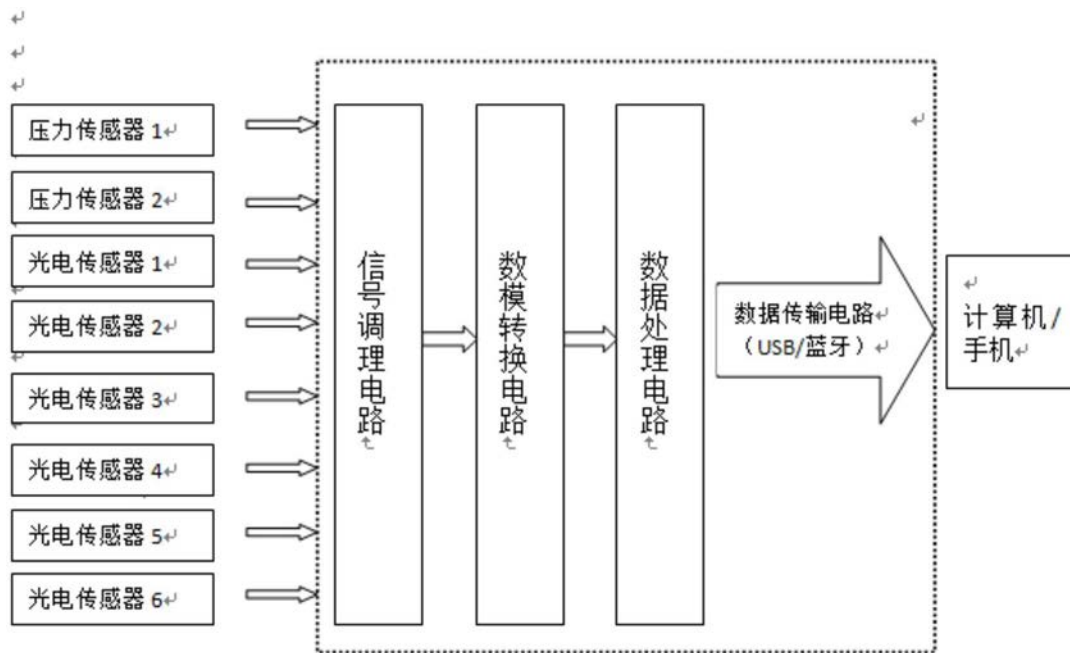 压力传感器 1
压力传感器 2
光电传感器 1
光电传感器 2
光电传感器 3
光电传感器 4
光电传感器 5
光电传感器 6
信号调理电路
数模转换电路
数据处理电路
数据传输电路
（USB/蓝牙）
计算机/
手机